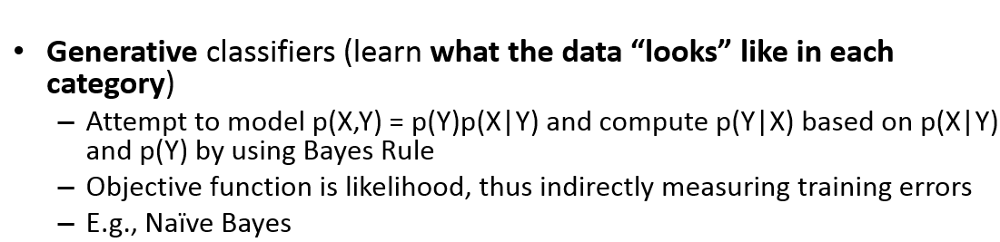 • Generative classifiers (learn what the data “looks” like in each
category)
– Attempt to model p(X,Y) = p(Y)p(X|Y) and compute p(Y|X) based on p(X|Y)
and p(Y) by using Bayes Rule
– Objective function is likelihood, thus indirectly measuring training errors
– E.g., Naïve Bayes